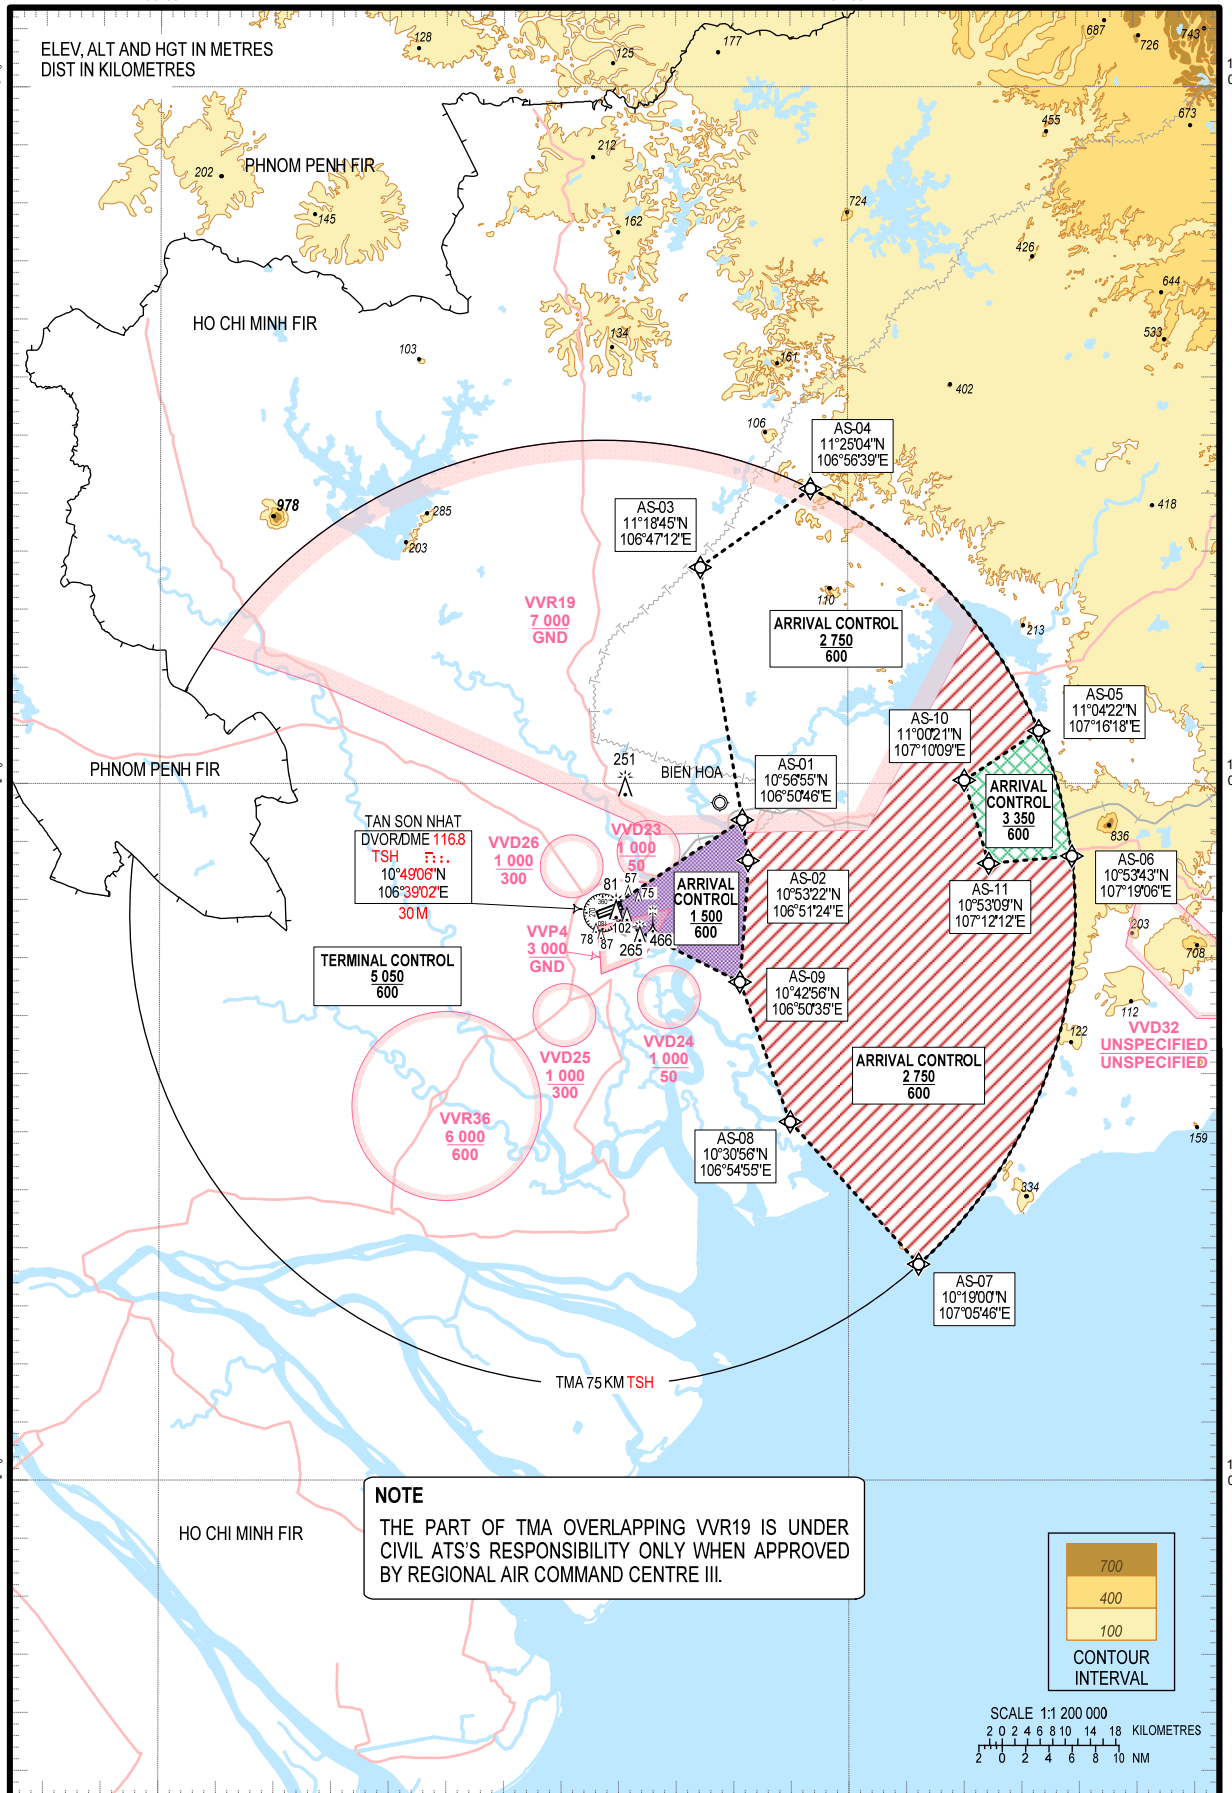 ELEV, ALT AND HGT IN METRES
DIST IN KILOMETRES
128
125
177
687
726
743
455
673
202
PHNOM PENH FIR
212
145
162
724
426
644
HO CHI MINH FIR
134
533
103
161
402
106
AS-04
11°25'04"N
106°56'39"E
978
285
203
AS-03
11°18'45"N
106°47'12"E
418
110
213
VVR19
7 000
GND
ARRIVAL CONTROL
2 750
600
AS-05
11°04'22"N
107°16'18"E
AS-10
11°00'21"N
107°10'09"E
PHNOM PENH FIR
251
BIEN HOA
AS-01
10°56'55"N
106°50'46"E
ARRIVAL
CONTROL
3 350
600
836
TAN SON NHAT
DVOR/DME 116.8
TSH
10°49'06"N
106°39'02"E
30 M
VVD26
1 000
300
VVD23
1 000
50
AS-02
10°53'22"N
106°51'24"E
AS-06
10°53'43"N
107°19'06"E
AS-11
10°53'09"N
107°12'12"E
81
57
75
360
ARRIVAL
CONTROL
1 500
600
102
78
87
265
466
203
708
VVP4
3 000
GND
TERMINAL CONTROL
5 050
600
AS-09
10°42'56"N
106°50'35"E
112
122
VVD32
UNSPECIFIED
UNSPECIFIED
VVD25
1 000
300
VVD24
1 000
50
ARRIVAL CONTROL
2 750
600
VVR36
6 000
600
AS-08
10°30'56"N
106°54'55"E
159
334
AS-07
10°19'00"N
107°05'46"E
TMA 75 KM TSH
NOTE
THE PART OF TMA OVERLAPPING VVR19 IS UNDER
CIVIL ATS'S RESPONSIBILITY ONLY WHEN APPROVED
BY REGIONAL AIR COMMAND CENTRE III.
HO CHI MINH FIR
700
400
100
CONTOUR
INTERVAL
SCALE 1:1 200 000
2 0 2 4 6 8 10 14 18 KILOMETRES
2 0 2 4 6 8 10 NM